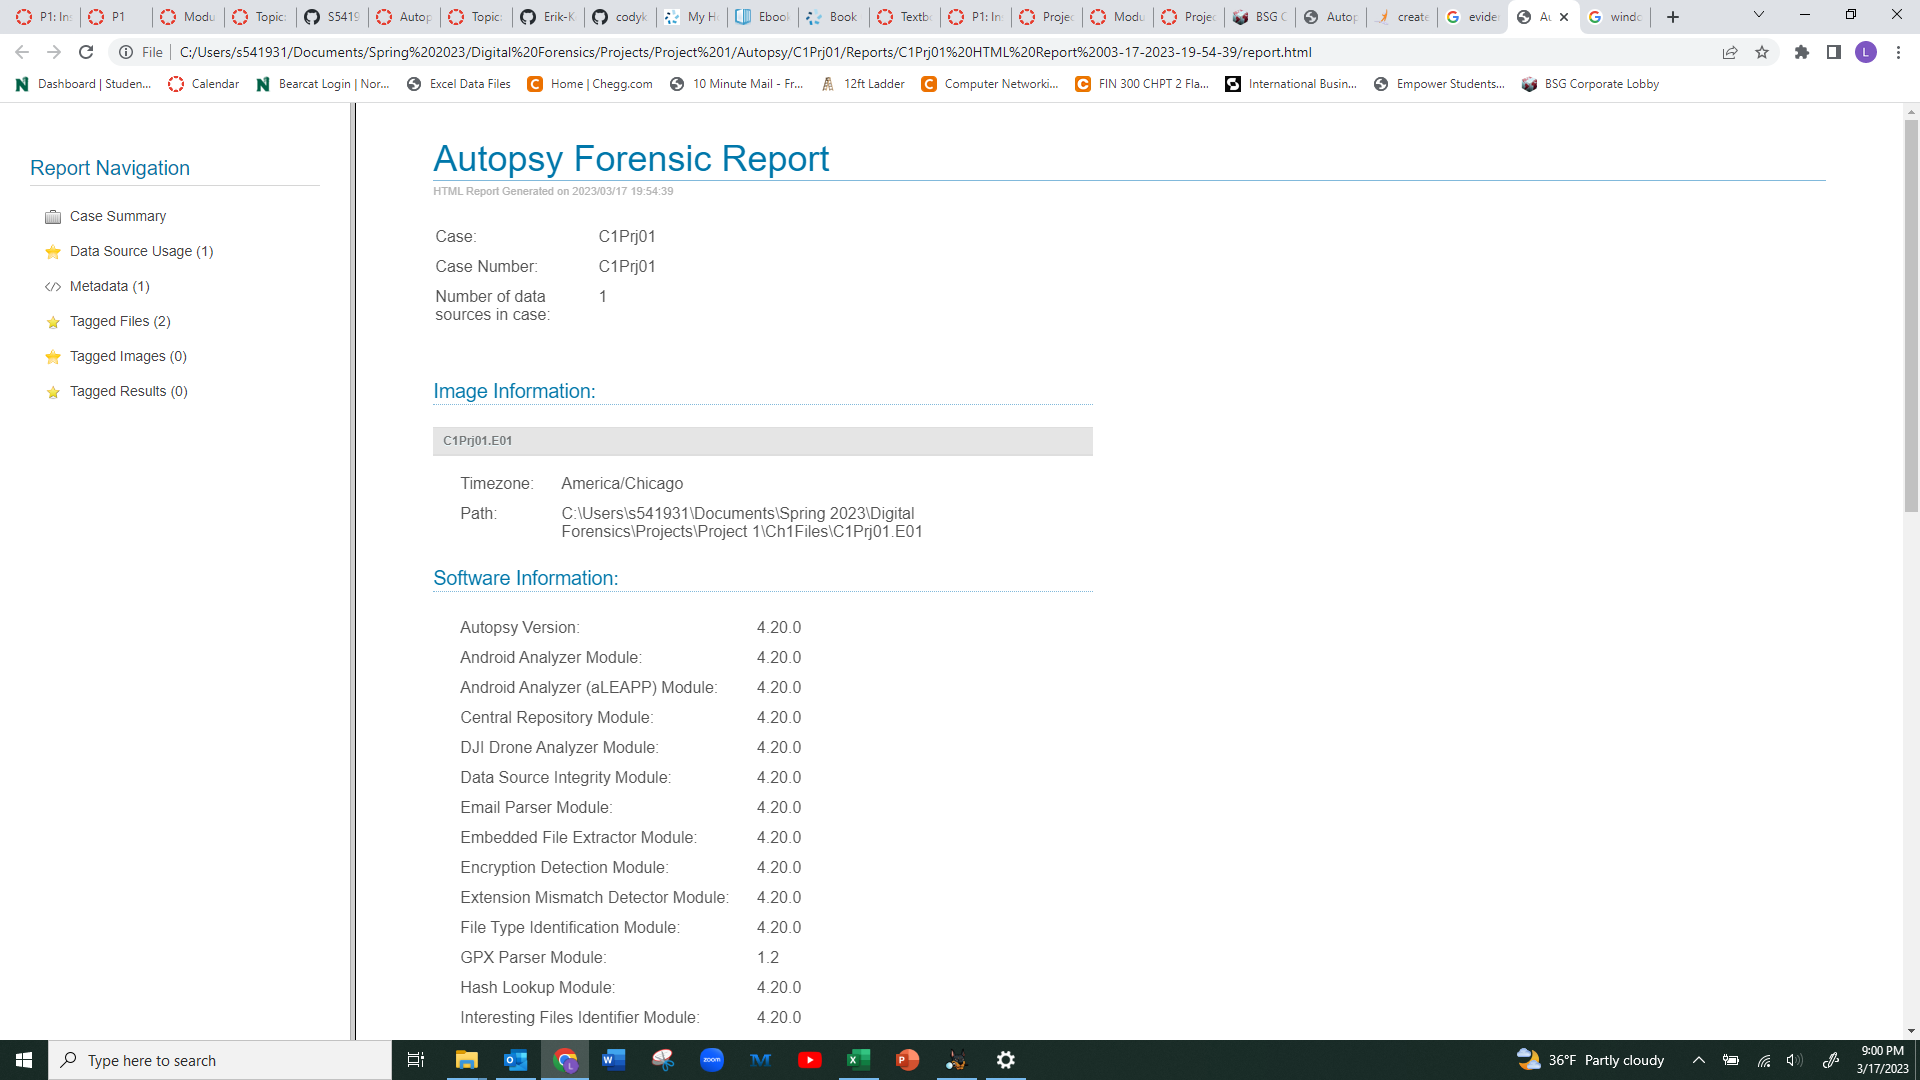 P1: In
P1
Modu
Topic
S5419
Autop
Topic
Erik-K
codyk
My H
Ebook
Book
Textb
P1: In
Projec
Modu
Projec
BSG C
Autop
create
evide
Au
windo
File
C:/Users/s541931/Documents/Spring%202023/Digital%20Forensics/Projects/Project%201/Autopsy/C1Prj01/Reports/C1Prj01%20HTML%20Report%2003-17-2023-19-54-39/report.html
L
Dashboard | Studen...
Calendar
Bearcat Login | Nor...
Excel Data Files
Home | Chegg.com
10 Minute Mail - Fr...
12ft Ladder
Computer Networki...
FIN 300 CHPT 2 Fla...
International Busin...
Empower Students...
BSG Corporate Lobby
Report Navigation
Case Summary
Data Source Usage (1)
Metadata (1)
Tagged Files (2)
Tagged Images (0)
Tagged Results (0)
Autopsy Forensic Report
HTML Report Generated on 2023/03/17 19:54:39
Case: C1Prj01
Case Number: C1Prj01
Number of data 1
sources in case:
Image Information:
C1Prj01.E01
Timezone: America/Chicago
Path: C:\Users\s541931\Documents\Spring 2023\Digital
Forensics\Projects\Project 1\Ch1Files\C1Prj01.E01
Software Information:
Autopsy Version: 4.20.0
Android Analyzer Module: 4.20.0
Android Analyzer (aLEAPP) Module: 4.20.0
Central Repository Module: 4.20.0
DJI Drone Analyzer Module: 4.20.0
Data Source Integrity Module: 4.20.0
Email Parser Module: 4.20.0
Embedded File Extractor Module: 4.20.0
Encryption Detection Module: 4.20.0
Extension Mismatch Detector Module: 4.20.0
File Type Identification Module: 4.20.0
GPX Parser Module: 1.2
Hash Lookup Module: 4.20.0
Interesting Files Identifier Module: 4.20.0
Type here to search
zoom
36°F Partly cloudy
9:00 PM
3/17/2023